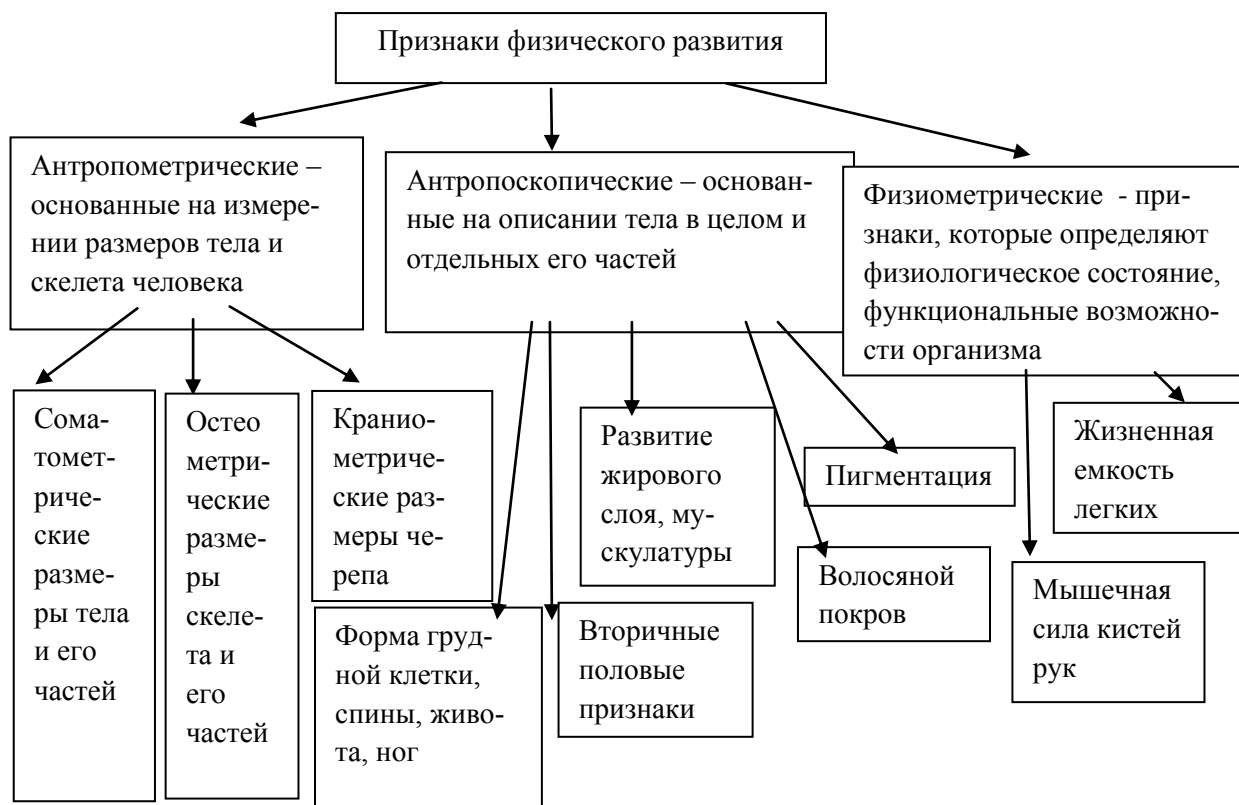 Признаки физического развития
Антропометрические –
основанные на измере-
нии размеров тела и
скелета человека
Антропоскопические – основан-
ные на описании тела в целом и
отдельных его частей
Физиометрические - при-
знаки, которые определяют
физиологическое состояние,
функциональные возможно-
сти организма
Сома-
томет-
риче-
ские
разме-
ры тела
и его
частей
Остео
метри-
ческие
разме-
ры
скеле-
та и
его
частей
Кранио-
метриче-
ские раз-
меры че-
репа
Форма груд-
ной клетки,
спины, живо-
та, ног
Вторичные
половые
признаки
Развитие
жирового
слоя, му-
скулатуры
Волосяной
покров
Пигментация
Мышечная
сила кистей
рук
Жизненная
емкость
легких